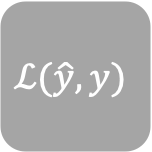 ℒ(ŷ, y)